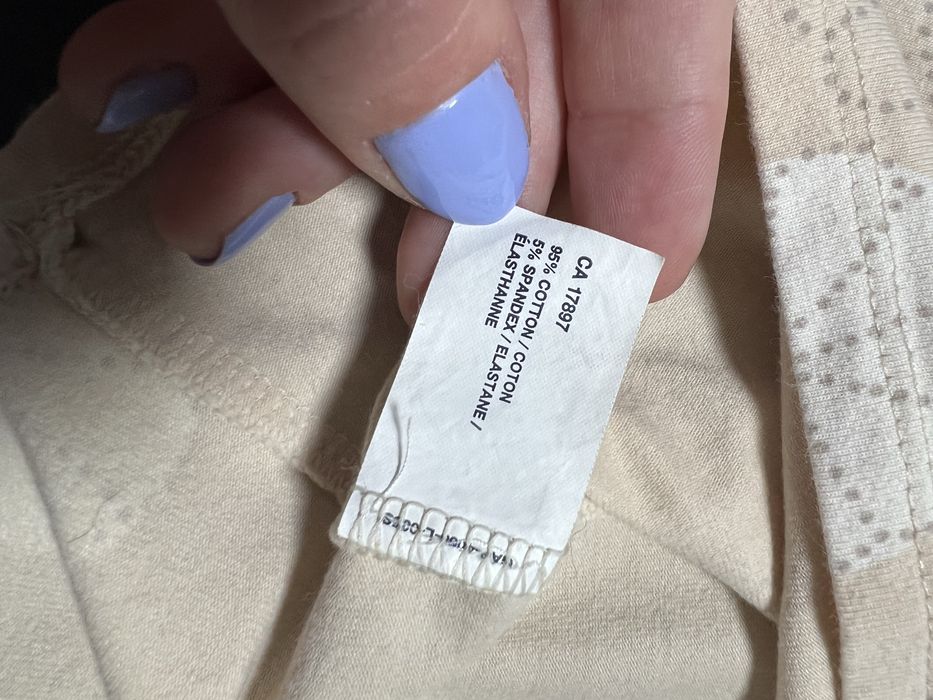 CA 17897
95% COTTON / COTON
5% SPANDEX / ELASTANE /
ÉLASTHANNE